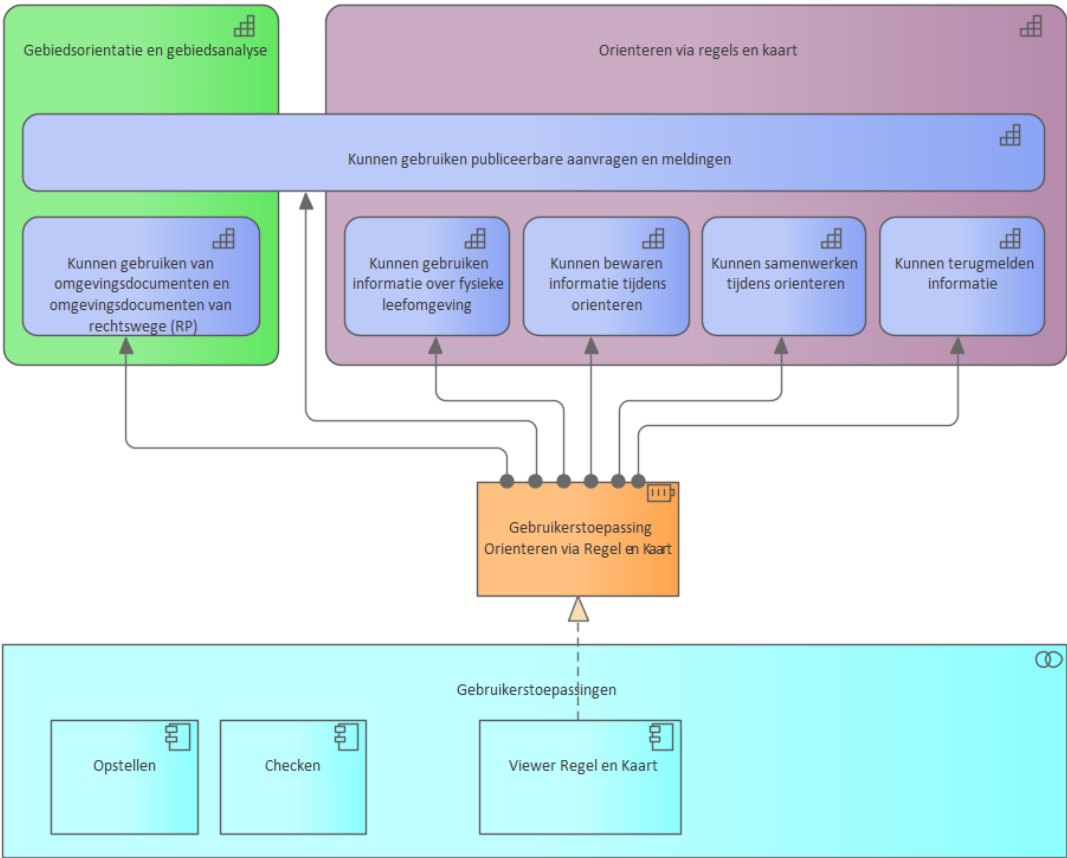 Gebiedsorientatie en gebiedsanalyse
Orienteren via regels en kaart
Kunnen gebruiken publiceerbare aanvragen en meldingen
Kunnen gebruiken van
omgevingsdocumenten en
omgevingsdocumenten van
rechtswege (RP)
Kunnen gebruiken
informatie over fysieke
leefomgeving
Kunnen bewaren
informatie tijdens
orienteren
Kunnen samenwerken
tijdens orienteren
Kunnen terugmelden
informatie
Gebruikerstoepassing
Orienteren via Regel en Kaart
Gebruikerstoepassingen
Opstellen
Checken
Viewer Regel en Kaart